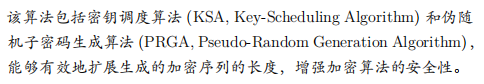 该算法包括密钥调度算法 (KSA, Key-Scheduling Algorithm) 和伪随
机子密码生成算法 (PRGA, Pseudo-Random Generation Algorithm),
能够有效地扩展生成的加密序列的长度，增强加密算法的安全性。